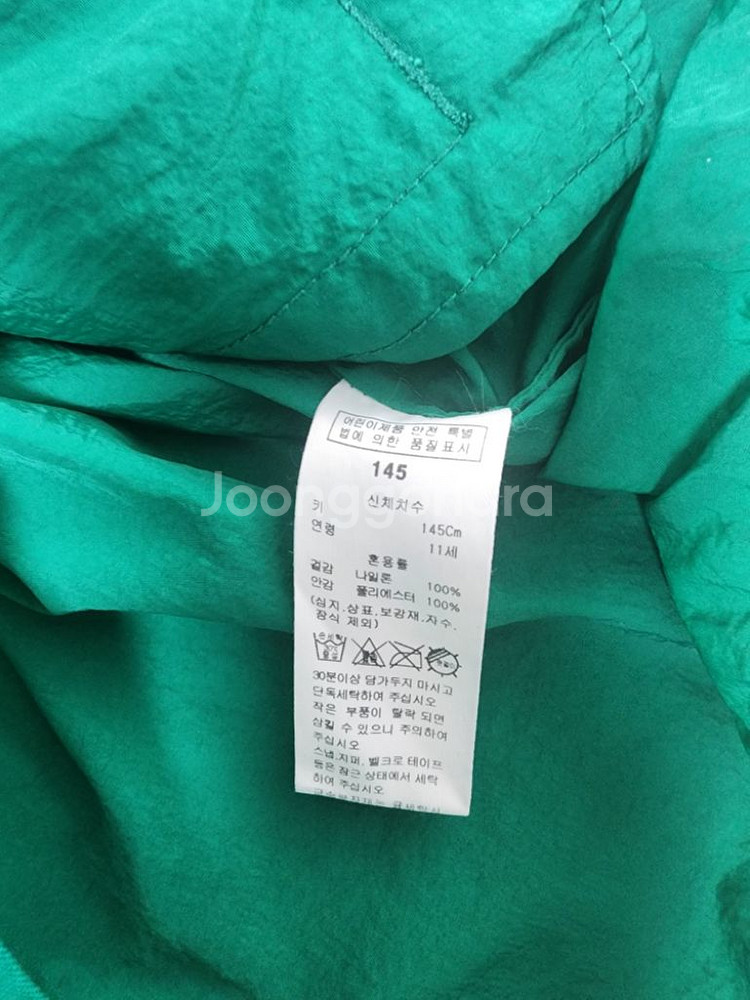 어린이제품 안전 특별
법에 의한 품질표시
145
신체치수
키 145Cm
연령 11세
혼용률
겉감 나일론 100%
안감 폴리에스터 100%
(심지,상표,보강재,자수,
장식 제외)
손세탁
30℃
중성
30분이상 담가두지 마시고
단독세탁하여 주십시오
작은 부품이 탈락 되면
삼킬 수 있으니 주의하여
주십시오
스냅,지퍼, 벨크로 테이프
등은 잠근 상태에서 세탁
하여 주십시오
Joonggonara